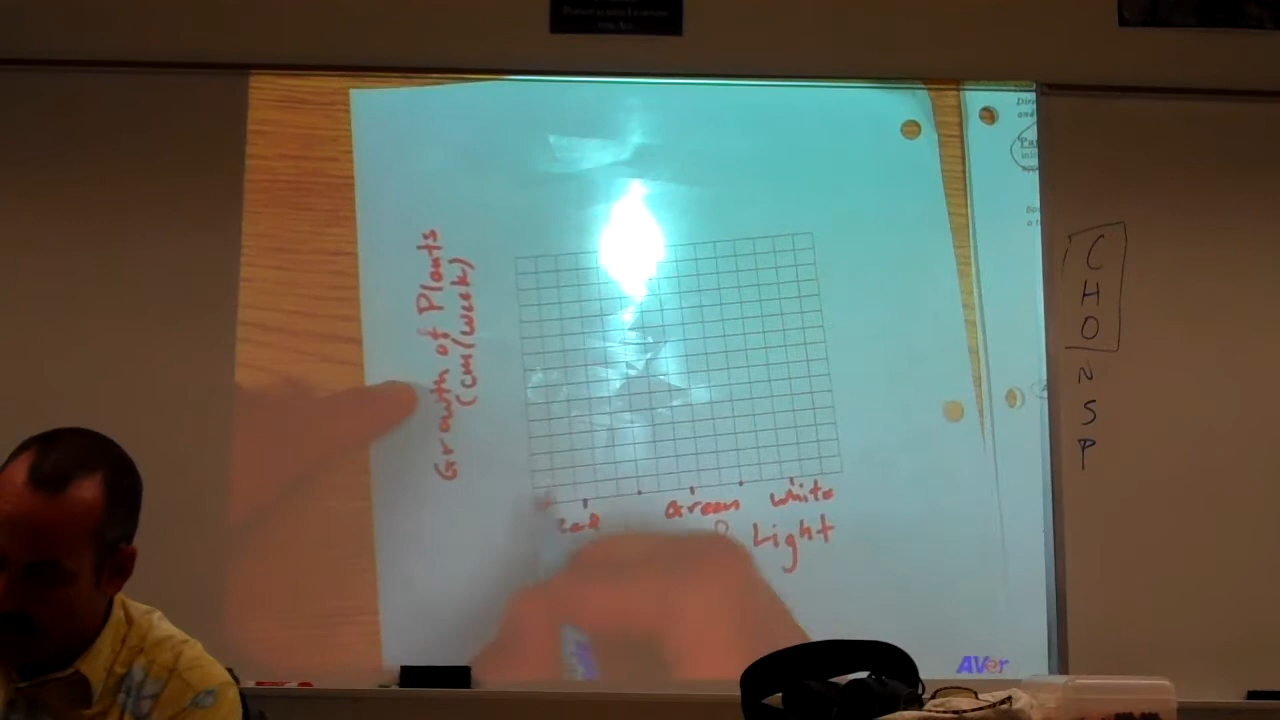 Growth of Plants
(cm/week)
Red Green White
Light
C
H
O
N
S
P
AVer